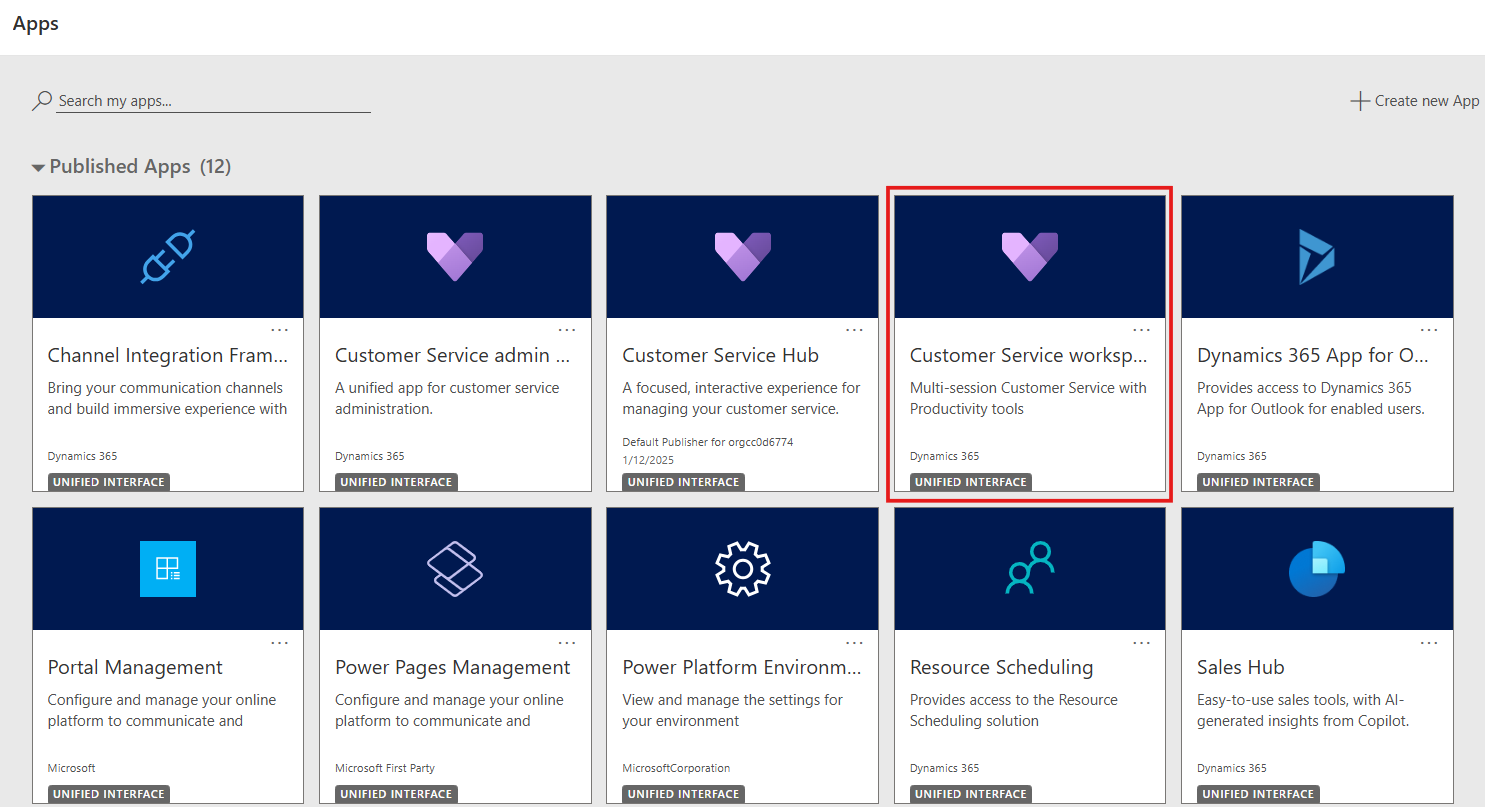 Apps
Search my apps...
Create new App
Published Apps (12)
...
...
...
...
...
Channel Integration Fram...
Customer Service admin ...
Customer Service Hub
Customer Service worksp...
Dynamics 365 App for O...
Bring your communication channels
and build immersive experience with
A unified app for customer service
administration.
A focused, interactive experience for
managing your customer service.
Multi-session Customer Service with
Productivity tools
Provides access to Dynamics 365
App for Outlook for enabled users.
Dynamics 365
Dynamics 365
Default Publisher for orgcc0d6774
1/12/2025
Dynamics 365
Dynamics 365
UNIFIED INTERFACE
UNIFIED INTERFACE
UNIFIED INTERFACE
UNIFIED INTERFACE
UNIFIED INTERFACE
...
...
...
...
...
Portal Management
Power Pages Management
Power Platform Environm...
Resource Scheduling
Sales Hub
Configure and manage your online
platform to communicate and
Configure and manage your online
platform to communicate and
View and manage the settings for
your environment
Provides access to the Resource
Scheduling solution
Easy-to-use sales tools, with AI-
generated insights from Copilot.
Microsoft
Microsoft First Party
MicrosoftCorporation
Dynamics 365
Dynamics 365
UNIFIED INTERFACE
UNIFIED INTERFACE
UNIFIED INTERFACE
UNIFIED INTERFACE
UNIFIED INTERFACE